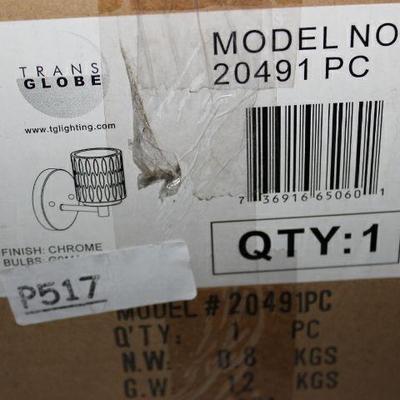 TRANS
GLOBE
www.tglighting.com
MODEL NO
20491 PC
7 36916 65060 1
FINISH: CHROME
BULBS:
QTY:1
P517
MODEL # 20491PC
Q'TY: 1 PC
N.W. 0.8 KGS
G.W 1.2 KGS